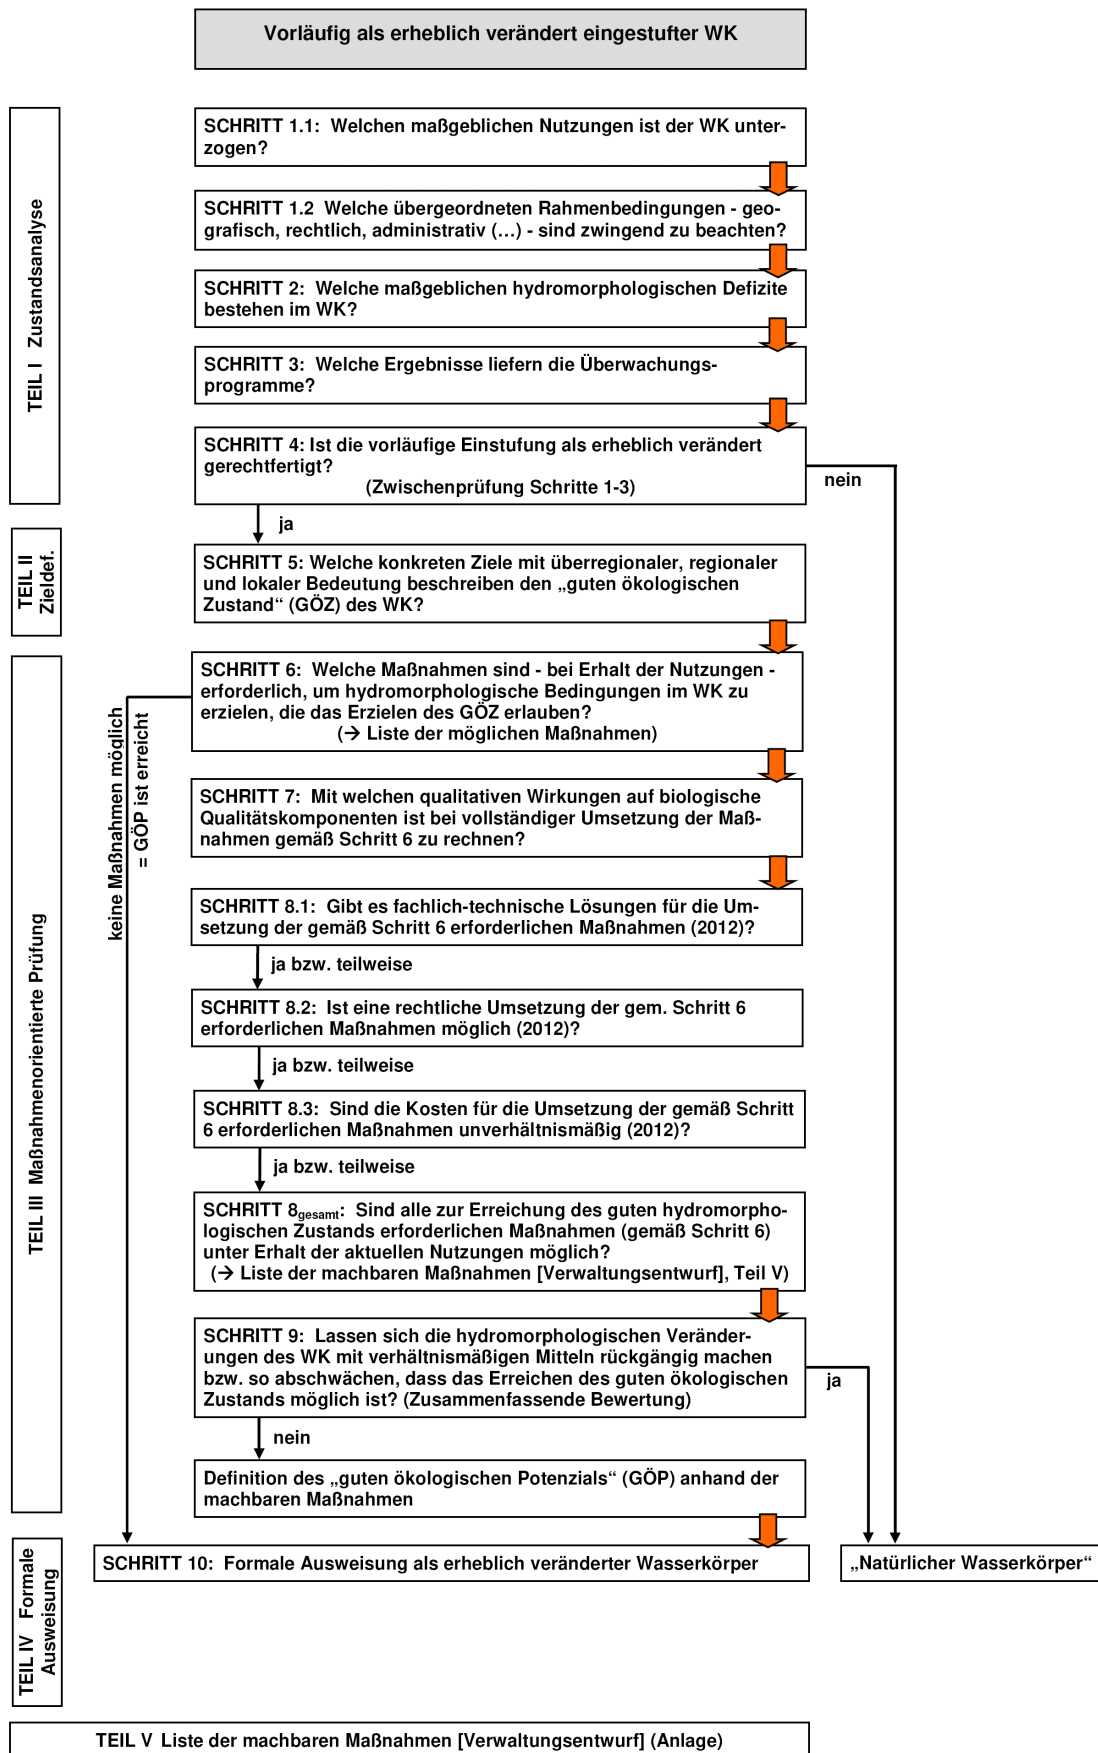 Vorläufig als erheblich verändert eingestufter WK
TEIL I Zustandsanalyse
SCHRITT 1.1: Welchen maßgeblichen Nutzungen ist der WK unter-
zogen?
SCHRITT 1.2 Welche übergeordneten Rahmenbedingungen - geo-
grafisch, rechtlich, administrativ (...) - sind zwingend zu beachten?
SCHRITT 2: Welche maßgeblichen hydromorphologischen Defizite
bestehen im WK?
SCHRITT 3: Welche Ergebnisse liefern die Überwachungs-
programme?
SCHRITT 4: Ist die vorläufige Einstufung als erheblich verändert
gerechtfertigt?
(Zwischenprüfung Schritte 1-3)
nein
ja
TEIL II
Zieldef.
SCHRITT 5: Welche konkreten Ziele mit überregionaler, regionaler
und lokaler Bedeutung beschreiben den „guten ökologischen
Zustand“ (GÖZ) des WK?
TEIL III Maßnahmenorientierte Prüfung
SCHRITT 6: Welche Maßnahmen sind - bei Erhalt der Nutzungen -
erforderlich, um hydromorphologische Bedingungen im WK zu
erzielen, die das Erzielen des GÖZ erlauben?
(→ Liste der möglichen Maßnahmen)
keine Maßnahmen möglich
= GÖP ist erreicht
SCHRITT 7: Mit welchen qualitativen Wirkungen auf biologische
Qualitätskomponenten ist bei vollständiger Umsetzung der Maß-
nahmen gemäß Schritt 6 zu rechnen?
SCHRITT 8.1: Gibt es fachlich-technische Lösungen für die Um-
setzung der gemäß Schritt 6 erforderlichen Maßnahmen (2012)?
ja bzw. teilweise
SCHRITT 8.2: Ist eine rechtliche Umsetzung der gem. Schritt 6
erforderlichen Maßnahmen möglich (2012)?
ja bzw. teilweise
SCHRITT 8.3: Sind die Kosten für die Umsetzung der gemäß Schritt
6 erforderlichen Maßnahmen unverhältnismäßig (2012)?
ja bzw. teilweise
SCHRITT 8gesamt: Sind alle zur Erreichung des guten hydromorpho-
logischen Zustands erforderlichen Maßnahmen (gemäß Schritt 6)
unter Erhalt der aktuellen Nutzungen möglich?
(→ Liste der machbaren Maßnahmen [Verwaltungsentwurf], Teil V)
SCHRITT 9: Lassen sich die hydromorphologischen Veränder-
ungen des WK mit verhältnismäßigen Mitteln rückgängig machen
bzw. so abschwächen, dass das Erreichen des guten ökologischen
Zustands möglich ist? (Zusammenfassende Bewertung)
ja
nein
Definition des „guten ökologischen Potenzials“ (GÖP) anhand der
machbaren Maßnahmen
TEIL IV Formale
Ausweisung
SCHRITT 10: Formale Ausweisung als erheblich veränderter Wasserkörper
„Natürlicher Wasserkörper“
TEIL V Liste der machbaren Maßnahmen [Verwaltungsentwurf] (Anlage)